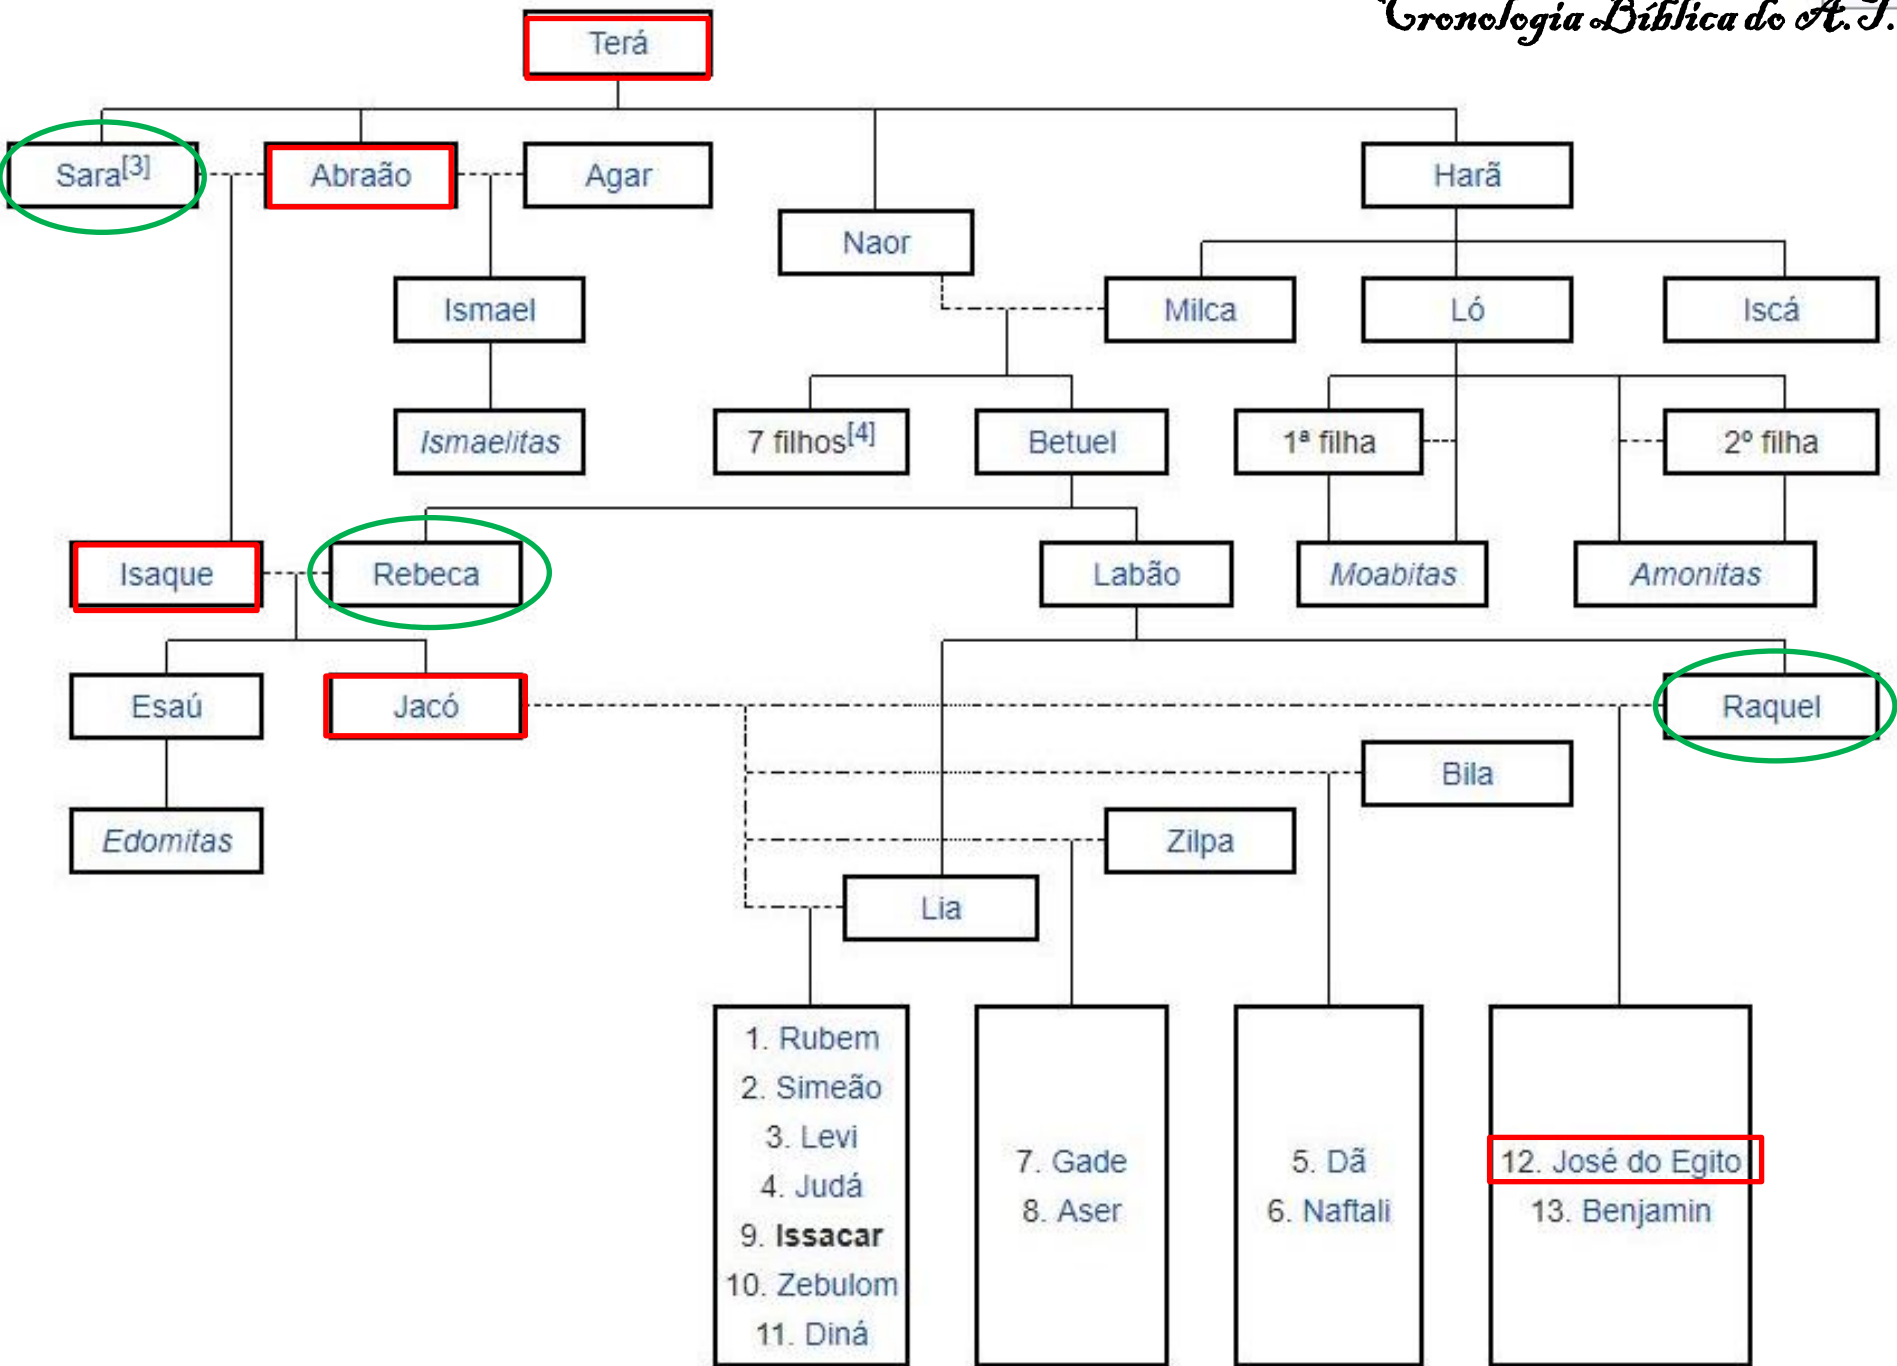 Cronologia Bíblica do A.T.
Terá
Sara[3]
Abraão
Agar
Harã
Naor
Ismael
Milca
Ló
Iscá
Ismaelitas
7 filhos[4]
Betuel
1ª filha
2º filha
Isaque
Rebeca
Labão
Moabitas
Amonitas
Esaú
Jacó
Raquel
Bila
Edomitas
Zilpa
Lia
1. Rubem
2. Simeão
3. Levi
4. Judá
9. Issacar
10. Zebulom
11. Diná
7. Gade
8. Aser
5. Dã
6. Naftali
12. José do Egito
13. Benjamin